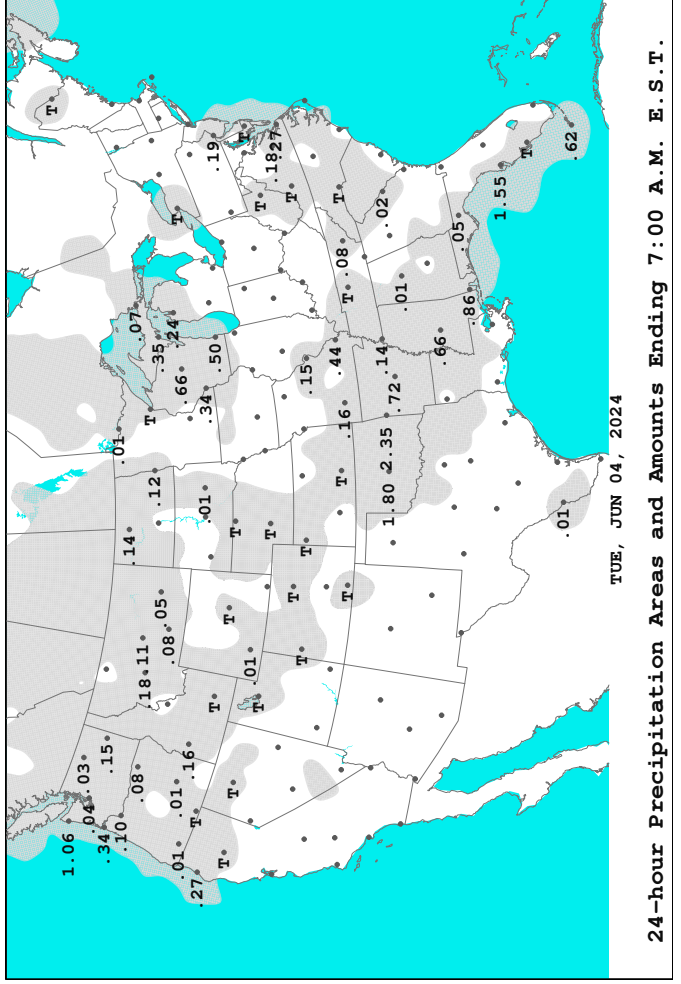 T
1.06
.03
.04
.34
.15
.01
.10
.14
.07
.08
.18 .11
T
.12
.35
.05
.08
.24
.01
T
.01
.66
.16
T
.27
.01
.34
.19
T
.50
T
T
T
T
T
.01
T
T
.18
T
.27
T
T
T
T
.15
.44
T
T
.08
.16
T
T
.14
.02
1.80 2.35
.72
.01
.66
.05
.86
1.55
T
.01
.62
TUE, JUN 04, 2024
24-hour Precipitation Areas and Amounts Ending 7:00 A.M. E.S.T.